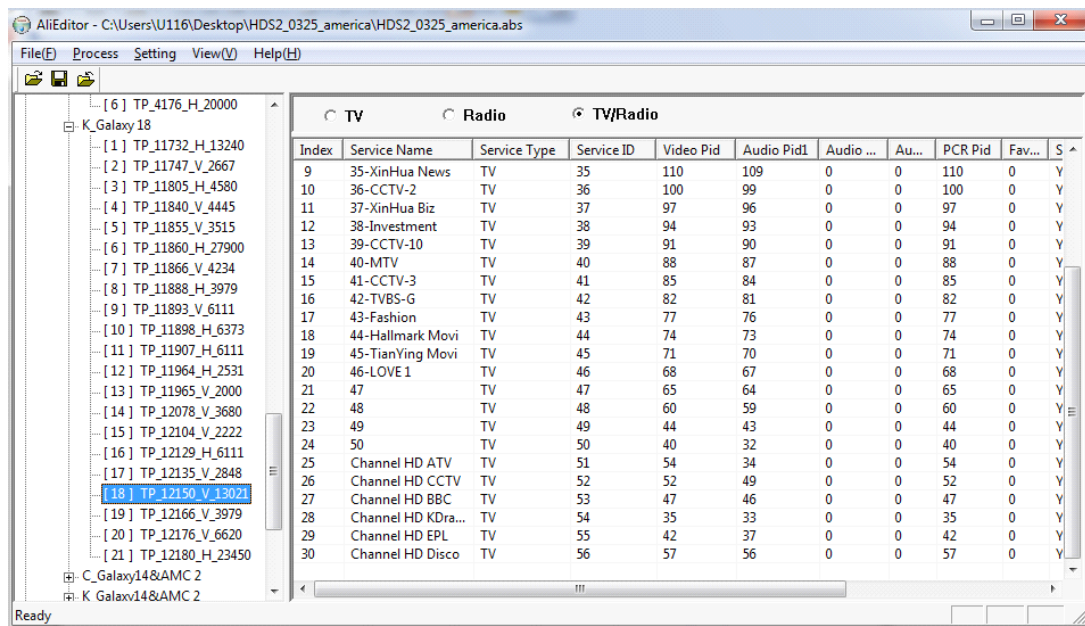 AliEditor - C:\Users\U116\Desktop\HDS2_0325_america\HDS2_0325_america.abs
File(F) Process Setting View(V) Help(H)
[ 6 ] TP_4176_H_20000
K_Galaxy 18
[ 1 ] TP_11732_H_13240
[ 2 ] TP_11747_V_2667
[ 3 ] TP_11805_H_4580
[ 4 ] TP_11840_V_4445
[ 5 ] TP_11855_V_3515
[ 6 ] TP_11860_H_27900
[ 7 ] TP_11866_V_4234
[ 8 ] TP_11888_H_3979
[ 9 ] TP_11893_V_6111
[ 10 ] TP_11898_H_6373
[ 11 ] TP_11907_H_6111
[ 12 ] TP_11964_H_2531
[ 13 ] TP_11965_V_2000
[ 14 ] TP_12078_V_3680
[ 15 ] TP_12104_V_2222
[ 16 ] TP_12129_H_6111
[ 17 ] TP_12135_V_2848
[ 18 ] TP_12150_V_13021
[ 19 ] TP_12166_V_3979
[ 20 ] TP_12176_V_6620
[ 21 ] TP_12180_H_23450
C_Galaxy14&AMC 2
K_Galaxy14&AMC 2
TV Radio TV/Radio
Index Service Name Service Type Service ID Video Pid Audio Pid1 Audio ... Au... PCR Pid Fav... S
9 35-XinHua News TV 35 110 109 0 0 110 0 Y
10 36-CCTV-2 TV 36 100 99 0 0 100 0 Y
11 37-XinHua Biz TV 37 97 96 0 0 97 0 Y
12 38-Investment TV 38 94 93 0 0 94 0 Y
13 39-CCTV-10 TV 39 91 90 0 0 91 0 Y
14 40-MTV TV 40 88 87 0 0 88 0 Y
15 41-CCTV-3 TV 41 85 84 0 0 85 0 Y
16 42-TVBS-G TV 42 82 81 0 0 82 0 Y
17 43-Fashion TV 43 77 76 0 0 77 0 Y
18 44-Hallmark Movi TV 44 74 73 0 0 74 0 Y
19 45-TianYing Movi TV 45 71 70 0 0 71 0 Y
20 46-LOVE 1 TV 46 68 67 0 0 68 0 Y
21 47 TV 47 65 64 0 0 65 0 Y
22 48 TV 48 60 59 0 0 60 0 Y
23 49 TV 49 44 43 0 0 44 0 Y
24 50 TV 50 40 32 0 0 40 0 Y
25 Channel HD ATV TV 51 54 34 0 0 54 0 Y
26 Channel HD CCTV TV 52 52 49 0 0 52 0 Y
27 Channel HD BBC TV 53 47 46 0 0 47 0 Y
28 Channel HD KDra... TV 54 35 33 0 0 35 0 Y
29 Channel HD EPL TV 55 42 37 0 0 42 0 Y
30 Channel HD Disco TV 56 57 56 0 0 57 0 Y
Ready